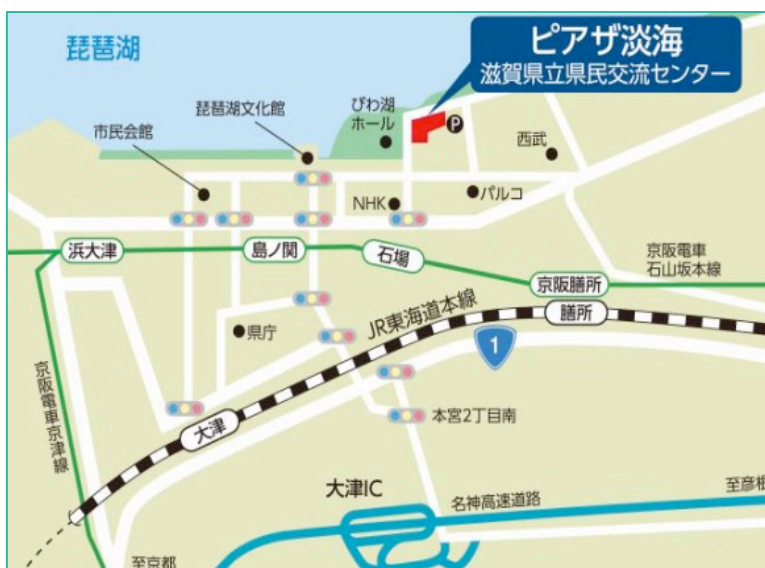 琵琶湖
ピアザ淡海
滋賀県立県民交流センター
琵琶湖文化館
びわ湖
ホール
P
市民会館
西武
NHK
パルコ
浜大津
島ノ関
石場
京阪膳所
京阪電車
石山坂本線
JR東海道本線
膳所
県庁
1
京阪電車京津線
大津
本宮2丁目南
大津IC
名神高速道路
至彦根
至京都